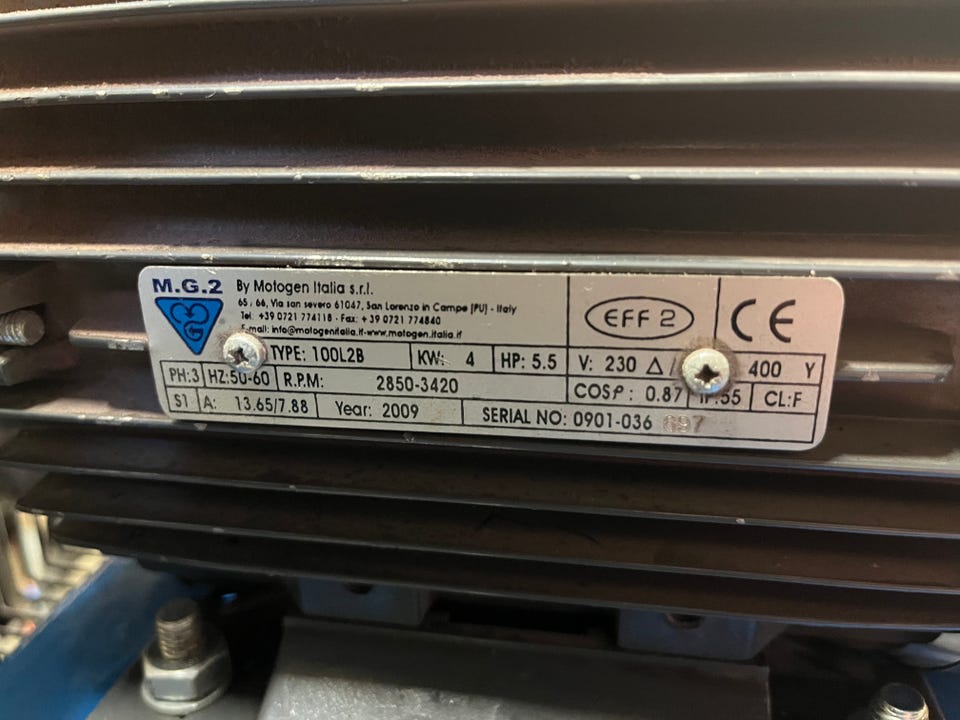 M.G.2 By Motogen Italia s.r.l.
65, 66, Via san severo 61047, San Lorenzo in Campe (PU) - Italy
Tel: +39 0721 774118 - Fax: +39 0721 774840
E-mail: info@motogenitalia.it-www.motogen.italia.it
EFF 2
CE
TYPE: 100L2B KW: 4 HP: 5.5 V: 230 Δ/ 400 Y
PH:3 HZ:50-60 R.P.M: 2850-3420 COSρ: 0.87 IP:55 CL:F
S1 A: 13.65/7.88 Year: 2009 SERIAL NO: 0901-036 697